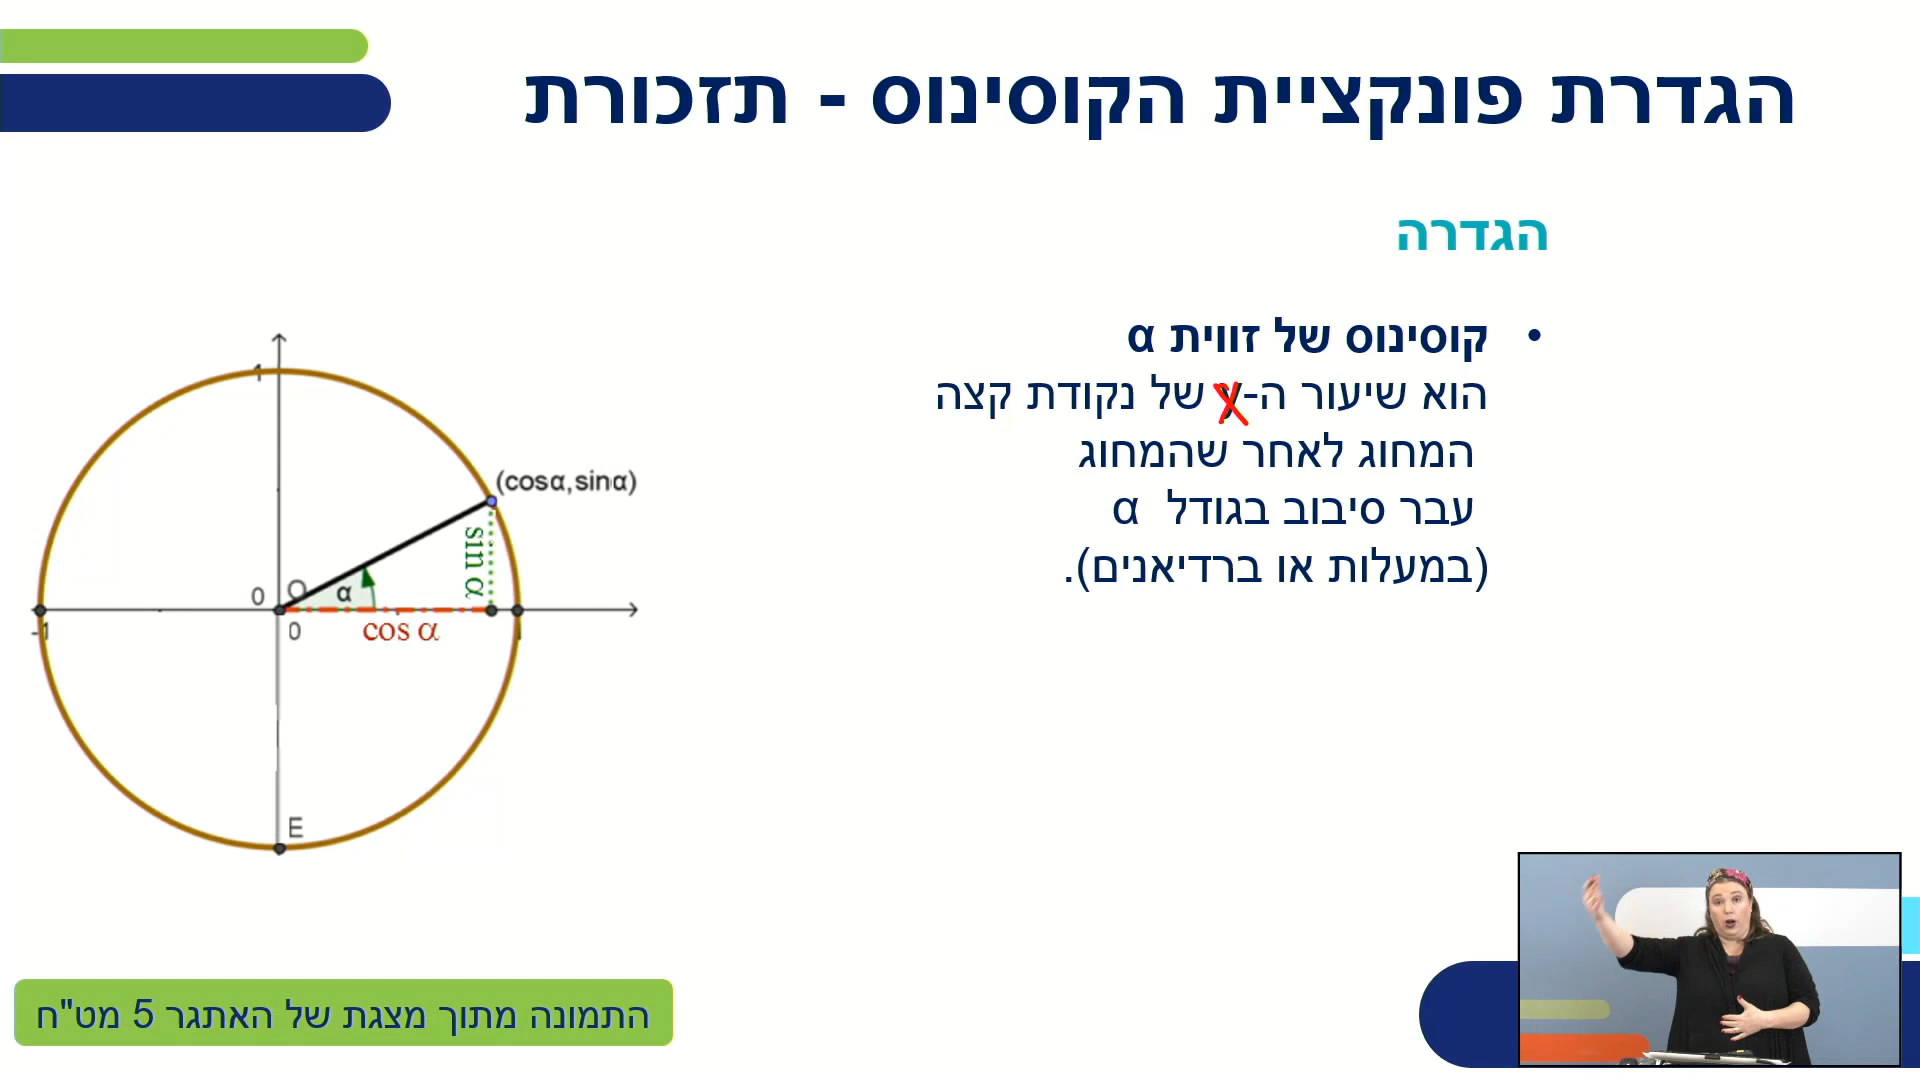 הגדרת פונקציית הקוסינוס - תזכורת
הגדרה
• קוסינוס של זווית α
הוא שיעור ה-x של נקודת קצה
המחוג לאחר שהמחוג
עבר סיבוב בגודל α
(במעלות או ברדיאנים).
1
(cosα,sinα)
sin α
0
O
α
-1
0
cos α
1
E
התמונה מתוך מצגת של האתגר 5 מט"ח